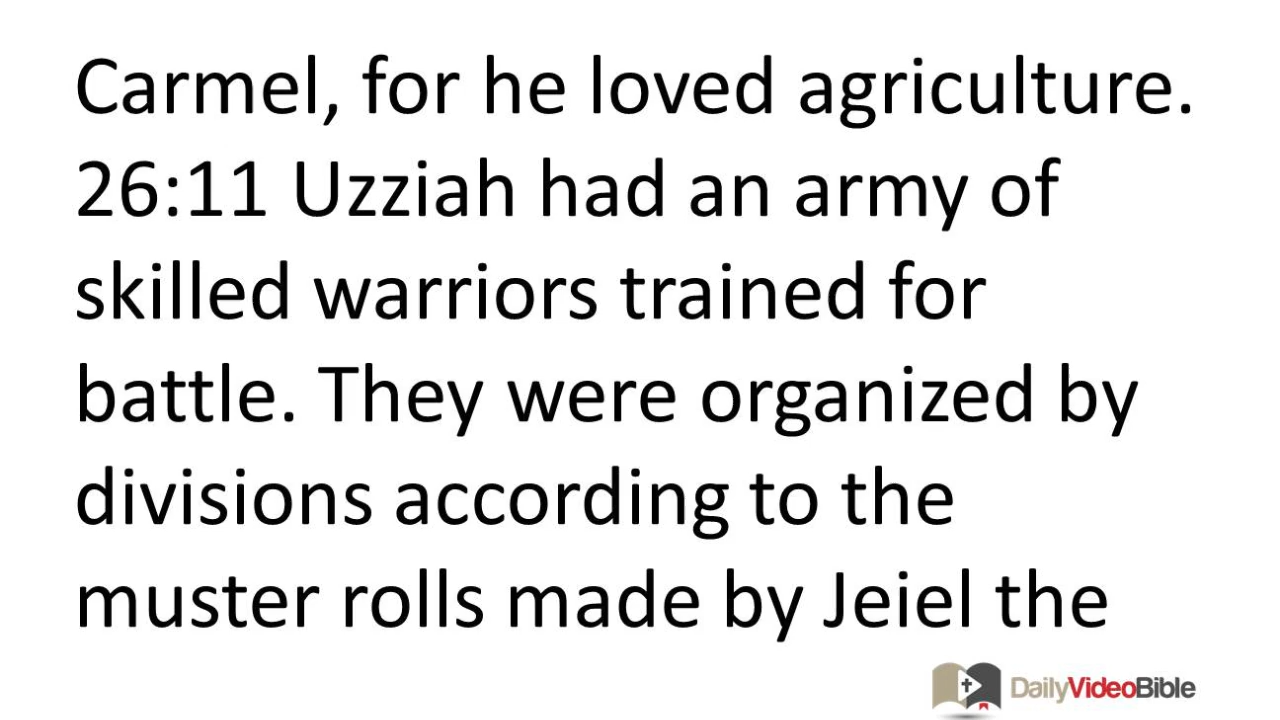 Carmel, for he loved agriculture.
26:11 Uzziah had an army of
skilled warriors trained for
battle. They were organized by
divisions according to the
muster rolls made by Jeiel the
DailyVideoBible